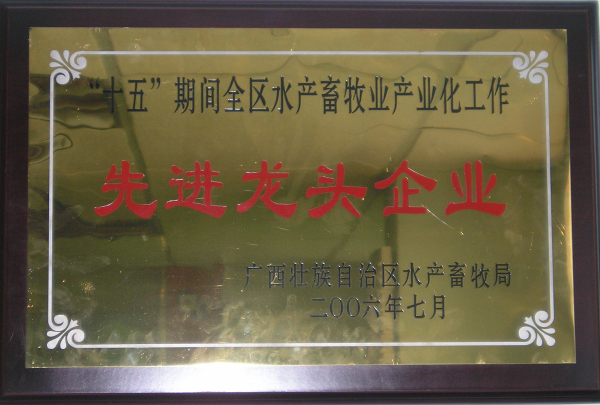 “十五”期间全区水产畜牧业产业化工作
先进龙头企业
广西壮族自治区水产畜牧局
二〇〇六年七月